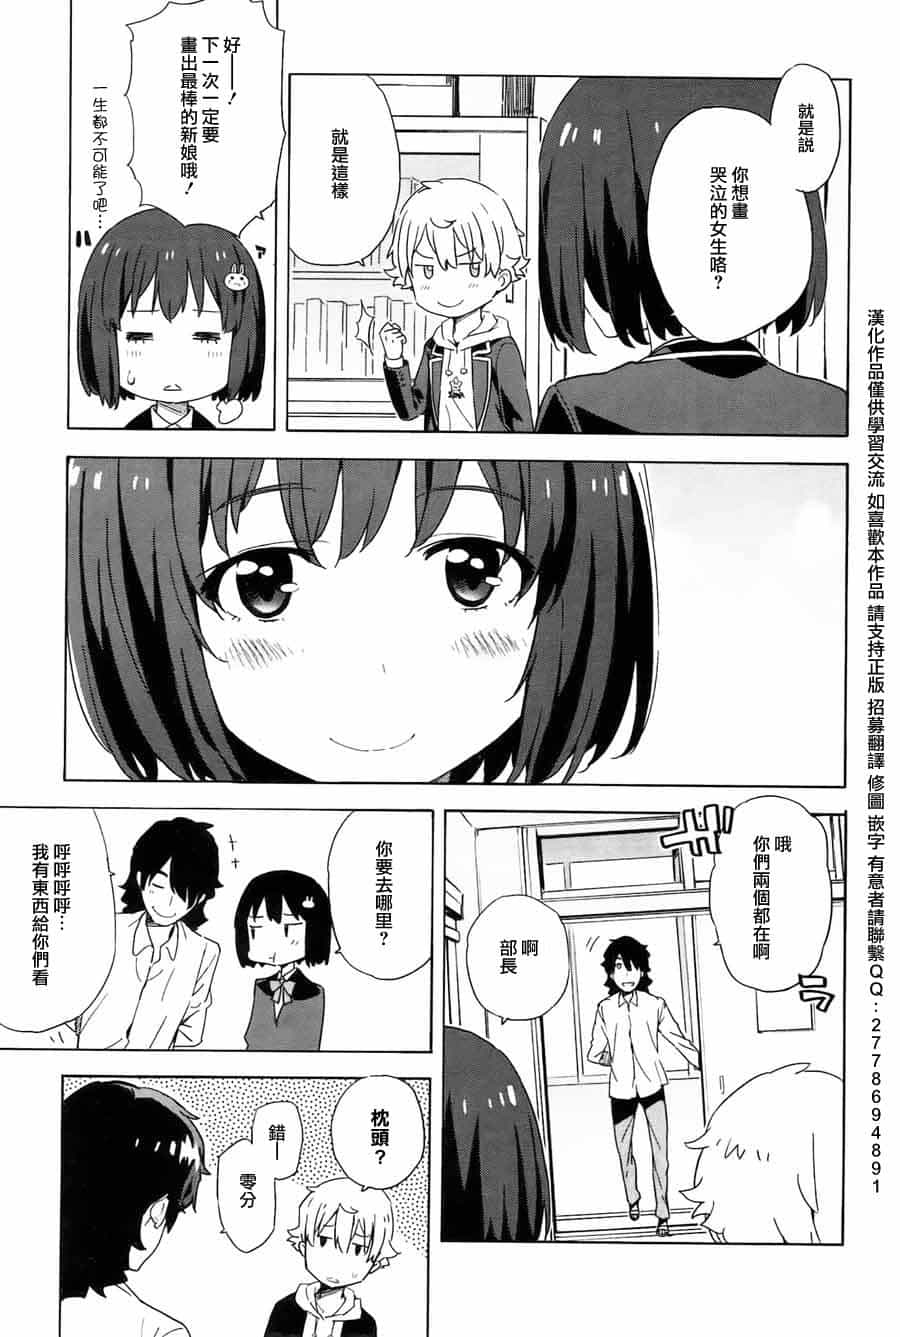 就是説
你想畫
哭泣的女生咯？
就是這樣
好——！
下一次一定要
畫出最棒的新娘哦！
一生都不可能了吧…
哦
你們兩個都在啊
啊
部長
ガラ
你要去哪里？
呼呼呼呼…
我有東西給你們看
枕頭？
錯—
零分
漢化作品僅供學習交流 如喜歡本作品 請支持正版 招募翻譯 修圖 嵌字 有意者請聯繫QQ:2778694891